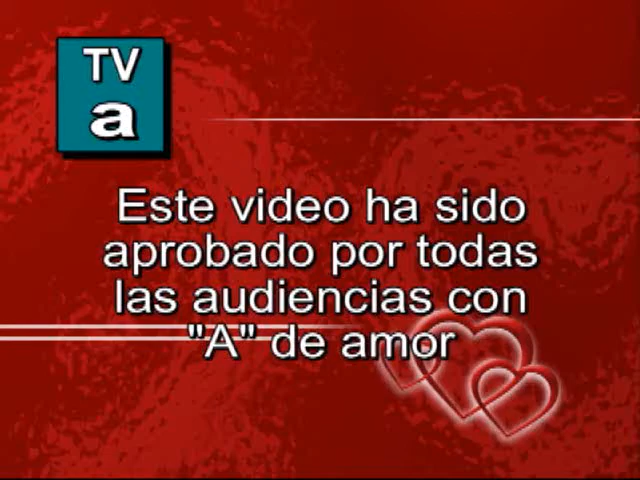 TV
a
Este video ha sido
aprobado por todas
las audiencias con
"A" de amor